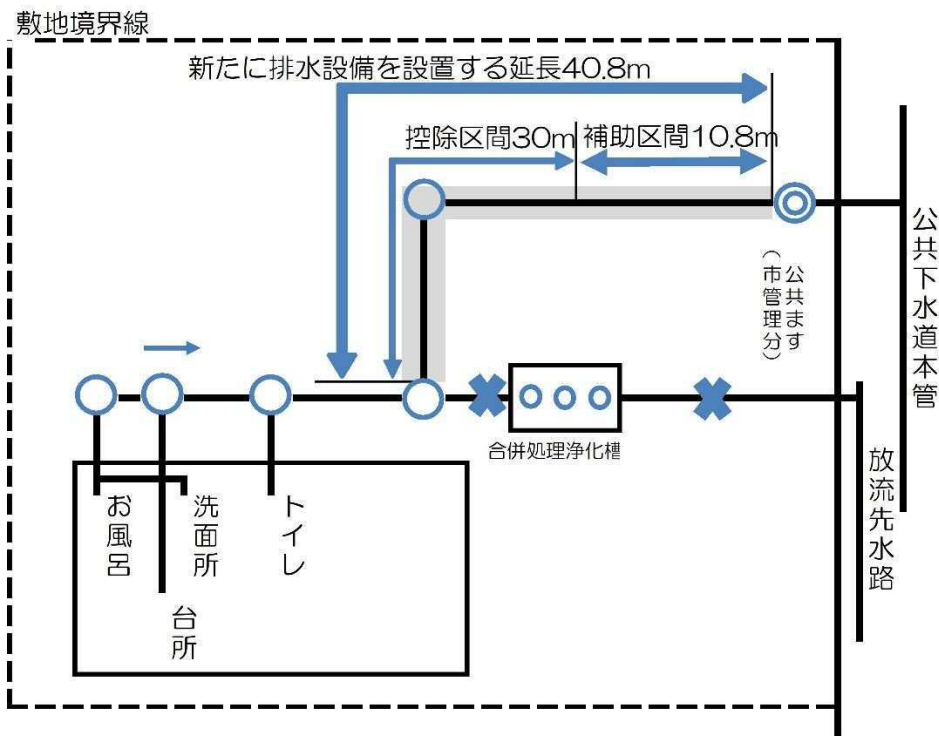 敷地境界線
新たに排水設備を設置する延長40.8m
控除区間30m
補助区間10.8m
公共ます
(市管理分)
公共下水道本管
合併処理浄化槽
放流先水路
お風呂
洗面所
台所
トイレ